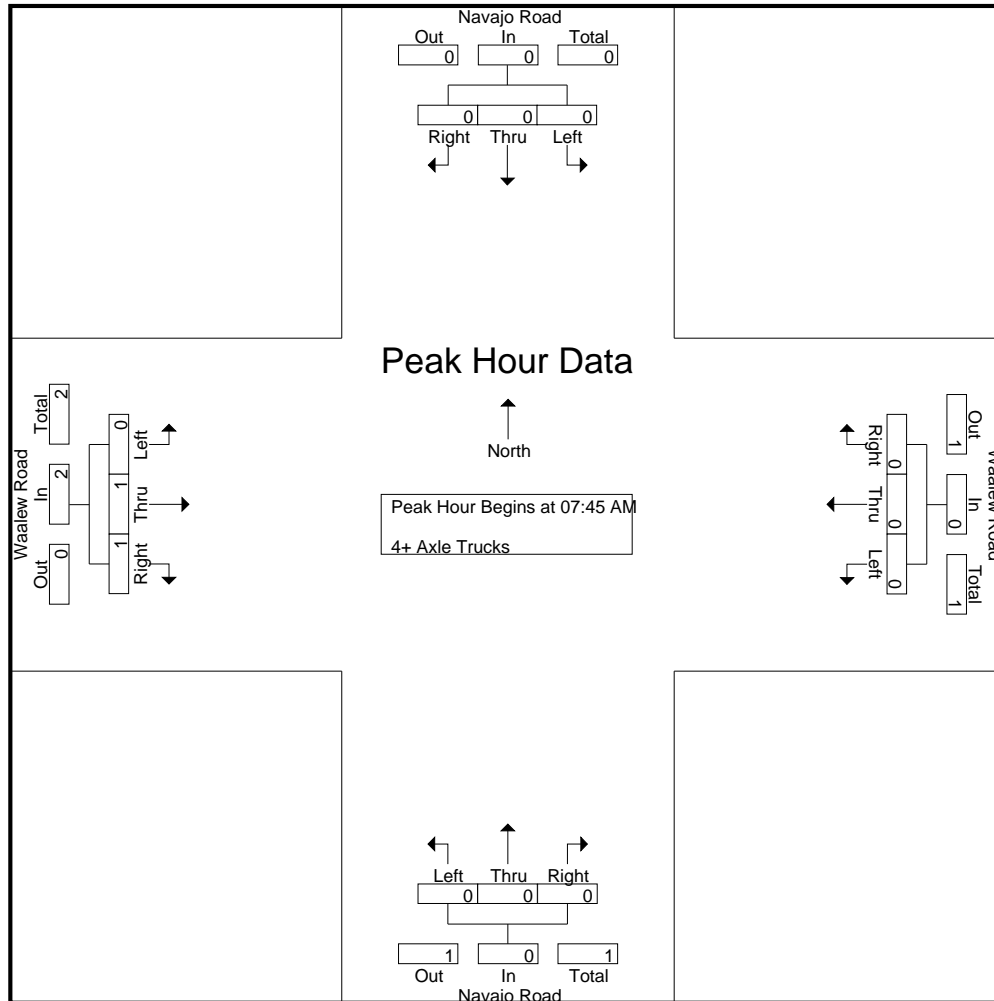 Navajo Road
Out In Total
0 0 0
0 0 0
Right Thru Left
Peak Hour Data
North
Peak Hour Begins at 07:45 AM
4+ Axle Trucks
Waalew Road
Out In Total
0 2 2
1 1 0
Right Thru Left
Right Thru Left
0 0 0
1 0 1
Out In Total
Waalew Road
Left Thru Right
0 0 0
1 0 1
Out In Total
Navajo Road